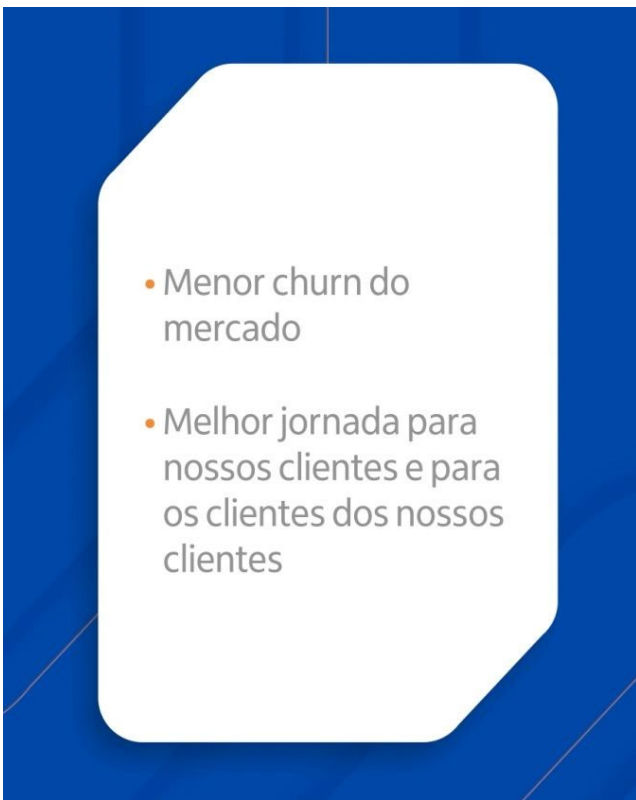 • Menor churn do
mercado
• Melhor jornada para
nossos clientes e para
os clientes dos nossos
clientes